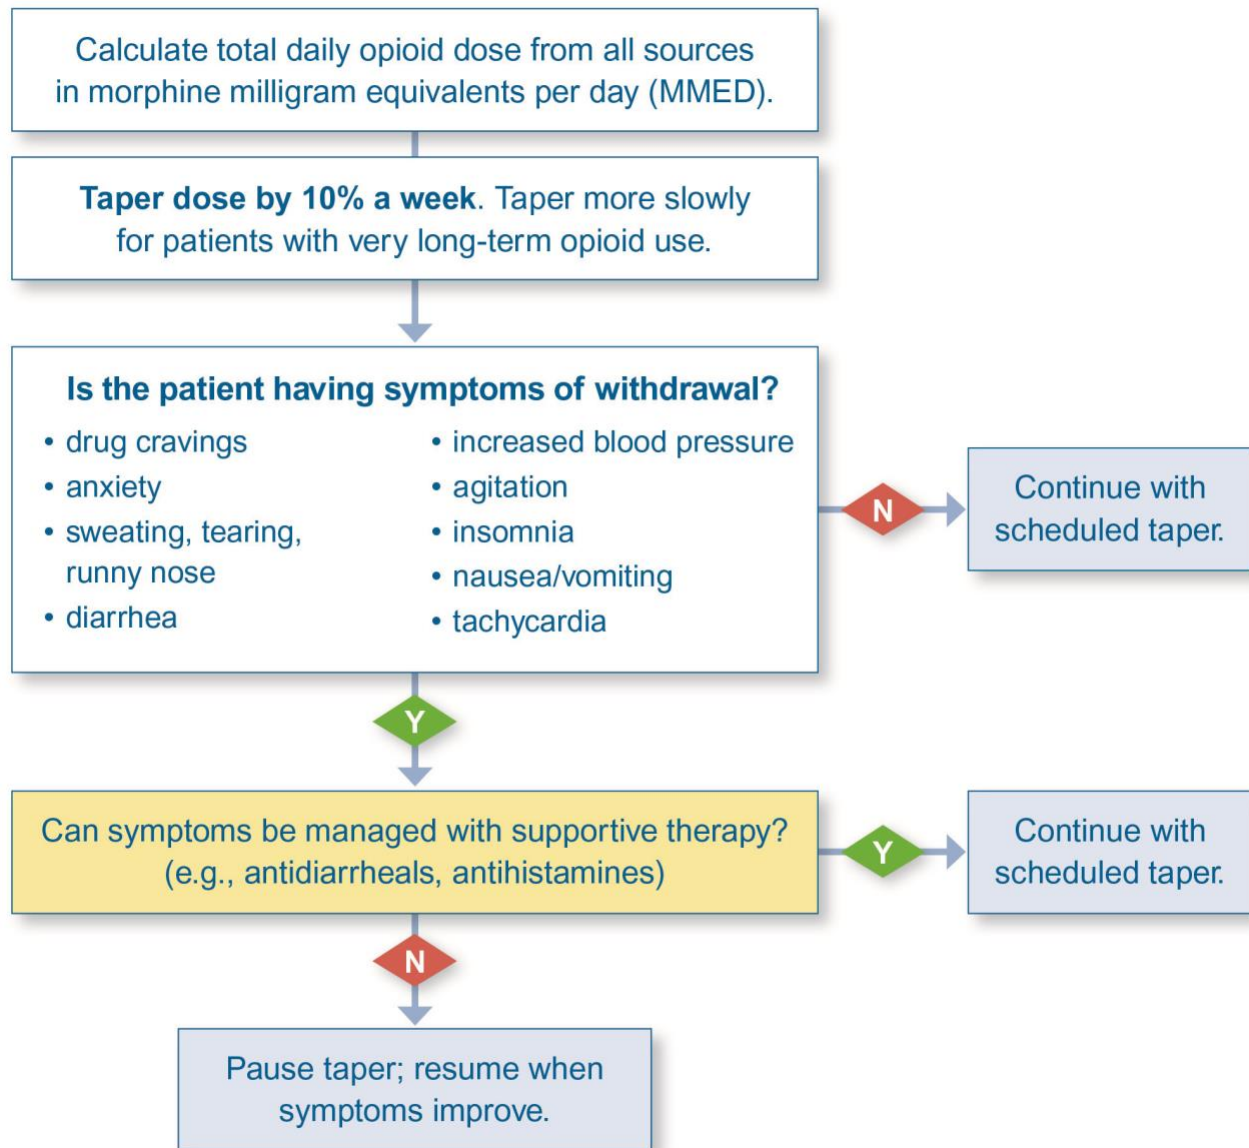 Calculate total daily opioid dose from all sources
in morphine milligram equivalents per day (MMED).
Taper dose by 10% a week. Taper more slowly
for patients with very long-term opioid use.
Is the patient having symptoms of withdrawal?
• drug cravings
• anxiety
• sweating, tearing,
runny nose
• diarrhea
• increased blood pressure
• agitation
• insomnia
• nausea/vomiting
• tachycardia
N
Continue with
scheduled taper.
Y
Can symptoms be managed with supportive therapy?
(e.g., antidiarrheals, antihistamines)
Y
Continue with
scheduled taper.
N
Pause taper; resume when
symptoms improve.